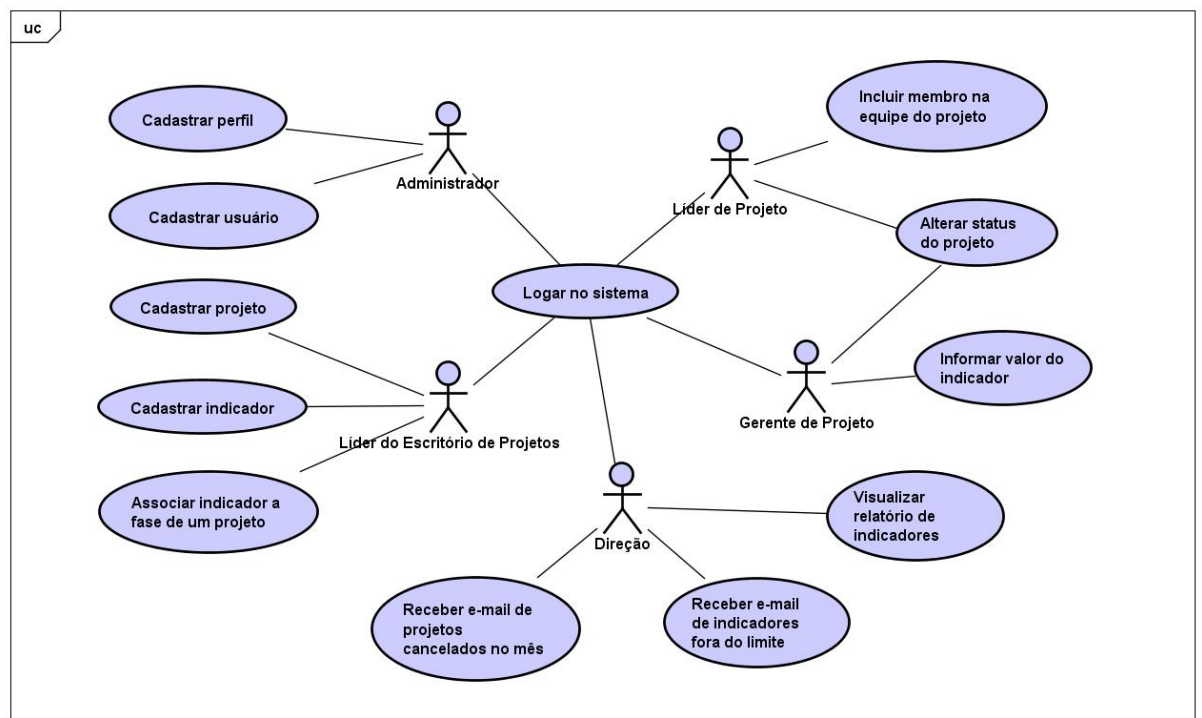 uc
Cadastrar perfil
Administrador
Cadastrar usuário
Incluir membro na
equipe do projeto
Líder de Projeto
Alterar status
do projeto
Logar no sistema
Cadastrar projeto
Cadastrar indicador
Líder do Escritório de Projetos
Associar indicador a
fase de um projeto
Informar valor do
indicador
Gerente de Projeto
Direção
Visualizar
relatório de
indicadores
Receber e-mail de
projetos
cancelados no mês
Receber e-mail
de indicadores
fora do limite